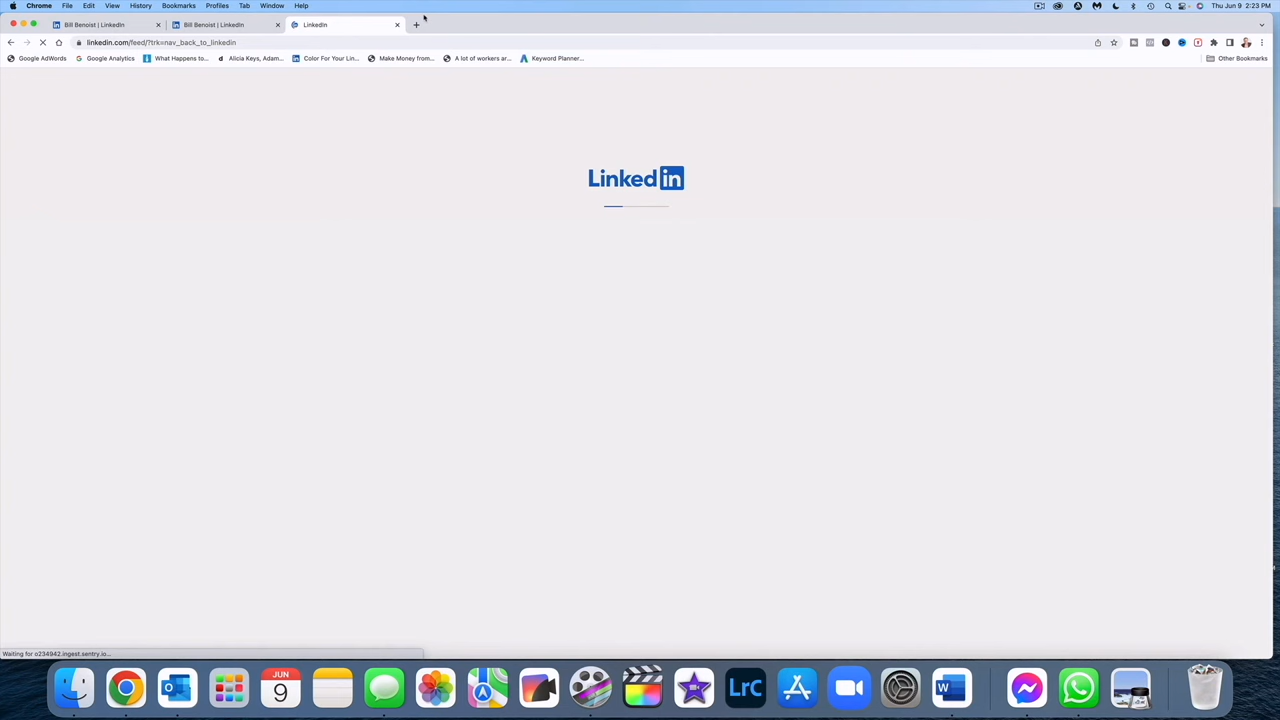 Chrome File Edit View History Bookmarks Profiles Tab Window Help Thu Jun 9 2:23 PM
Bill Benoist | LinkedIn Bill Benoist | LinkedIn LinkedIn
linkedin.com/feed/?trk=nav_back_to_linkedin
Google AdWords Google Analytics What Happens to... Alicia Keys, Adam... Color For Your Lin... Make Money from... A lot of workers ar... Keyword Planner... Other Bookmarks
Linked in
Waiting for o234942.ingest.sentry.io...
JUN
9
LrC
W